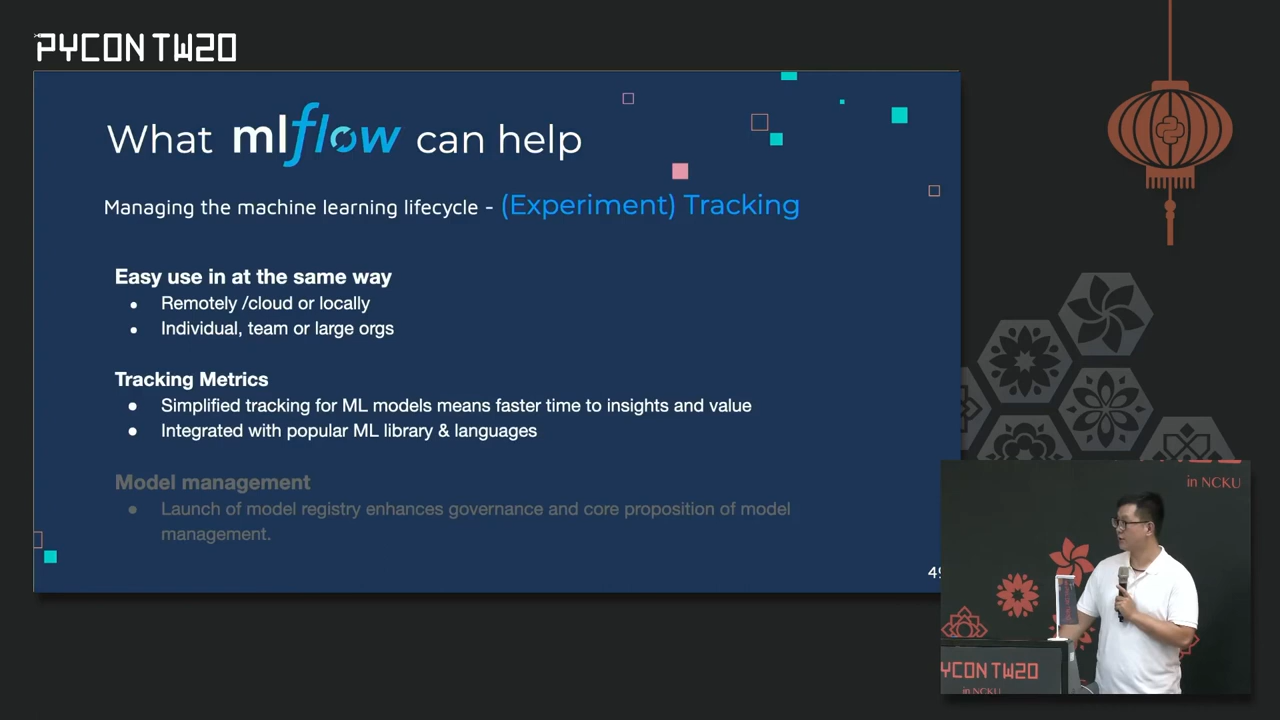 PYCON TW20
What mlflow can help
Managing the machine learning lifecycle - (Experiment) Tracking
Easy use in at the same way
● Remotely /cloud or locally
● Individual, team or large orgs
Tracking Metrics
● Simplified tracking for ML models means faster time to insights and value
● Integrated with popular ML library & languages
Model management
● Launch of model registry enhances governance and core proposition of model
management.
49
in NCKU
PYCON TW20
in NCKU